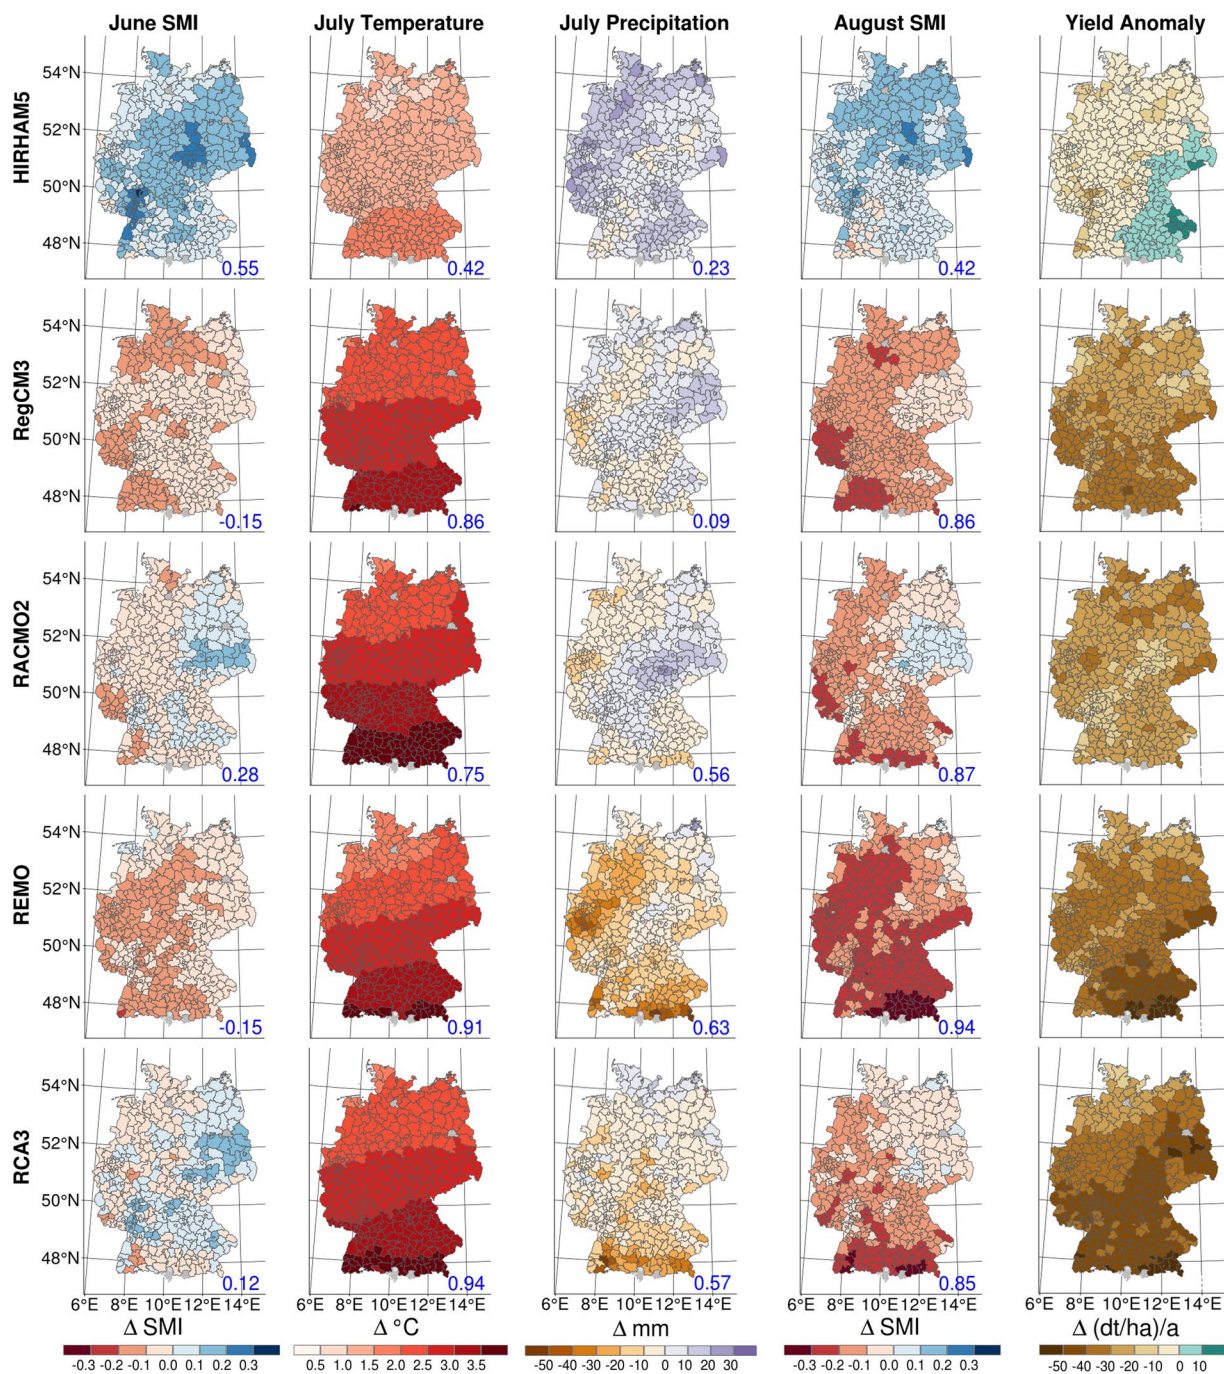 June SMI July Temperature July Precipitation August SMI Yield Anomaly
HIRHAM5
54°N
52°N
50°N
48°N
0.55 0.42 0.23 0.42
RegCM3
54°N
52°N
50°N
48°N
-0.15 0.86 0.09 0.86
RACMO2
54°N
52°N
50°N
48°N
0.28 0.75 0.56 0.87
REMO
54°N
52°N
50°N
48°N
-0.15 0.91 0.63 0.94
RCA3
54°N
52°N
50°N
48°N
0.12 0.94 0.57 0.85
6°E 8°E 10°E 12°E 14°E 6°E 8°E 10°E 12°E 14°E 6°E 8°E 10°E 12°E 14°E 6°E 8°E 10°E 12°E 14°E 6°E 8°E 10°E 12°E 14°E
Δ SMI Δ °C Δ mm Δ SMI Δ (dt/ha)/a
-0.3 -0.2 -0.1 0.0 0.1 0.2 0.3 0.5 1.0 1.5 2.0 2.5 3.0 3.5 -50 -40 -30 -20 -10 0 10 20 30 -0.3 -0.2 -0.1 0.0 0.1 0.2 0.3 -50 -40 -30 -20 -10 0 10